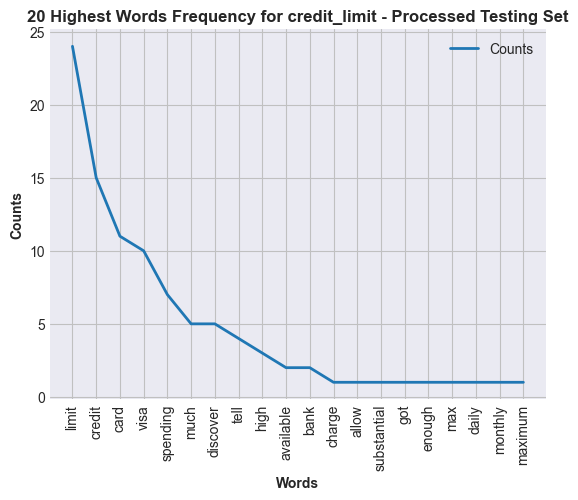 20 Highest Words Frequency for credit_limit - Processed Testing Set
Counts
25
20
15
10
5
0
Counts
limit
credit
card
visa
spending
much
discover
tell
high
available
bank
charge
allow
substantial
got
enough
max
daily
monthly
maximum
Words